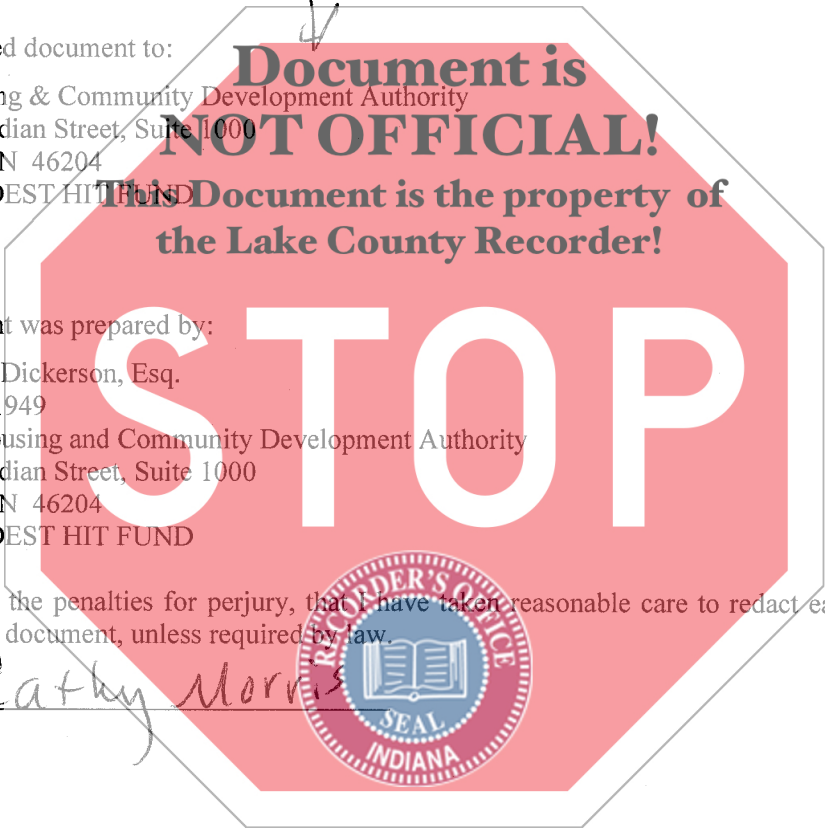 ed document to:
Document is
ng & Community Development Authority
dian Street, Suite 1000
NOT OFFICIAL!
N 46204
DEST HIT FUND
This Document is the property of
the Lake County Recorder!
nt was prepared by:
STOP
Dickerson, Esq.
949
using and Community Development Authority
dian Street, Suite 1000
N 46204
DEST HIT FUND
RECORDER'S OFFICE
the penalties for perjury, that I have taken reasonable care to redact ea
document, unless required by law.
athy Morris
SEAL
INDIANA